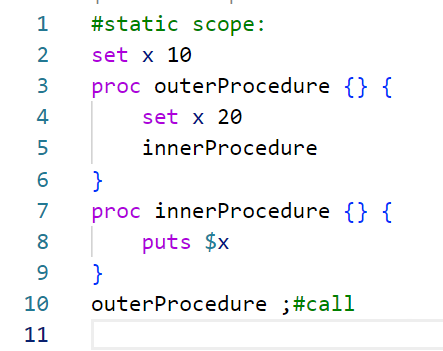 1 #static scope:
2 set x 10
3 proc outerProcedure {} {
4     set x 20
5     innerProcedure
6 }
7 proc innerProcedure {} {
8     puts $x
9 }
10 outerProcedure ;#call
11